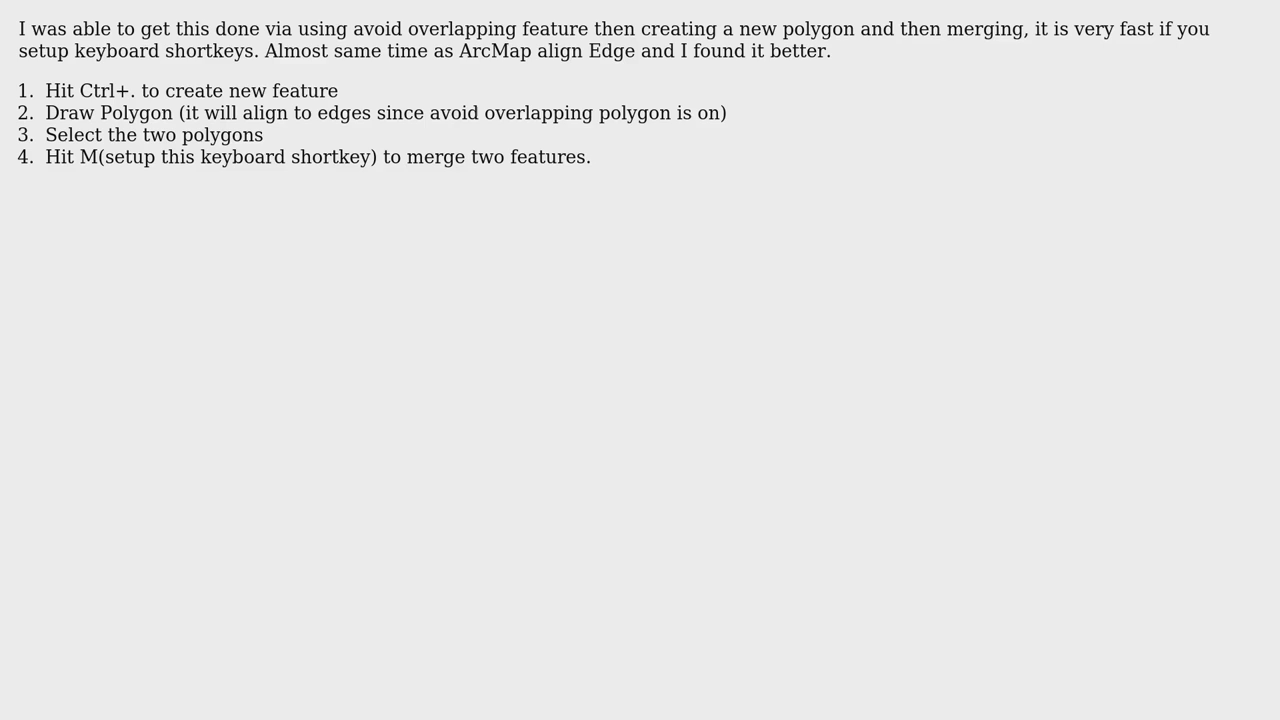 I was able to get this done via using avoid overlapping feature then creating a new polygon and then merging, it is very fast if you
setup keyboard shortkeys. Almost same time as ArcMap align Edge and I found it better.
1. Hit Ctrl+. to create new feature
2. Draw Polygon (it will align to edges since avoid overlapping polygon is on)
3. Select the two polygons
4. Hit M(setup this keyboard shortkey) to merge two features.